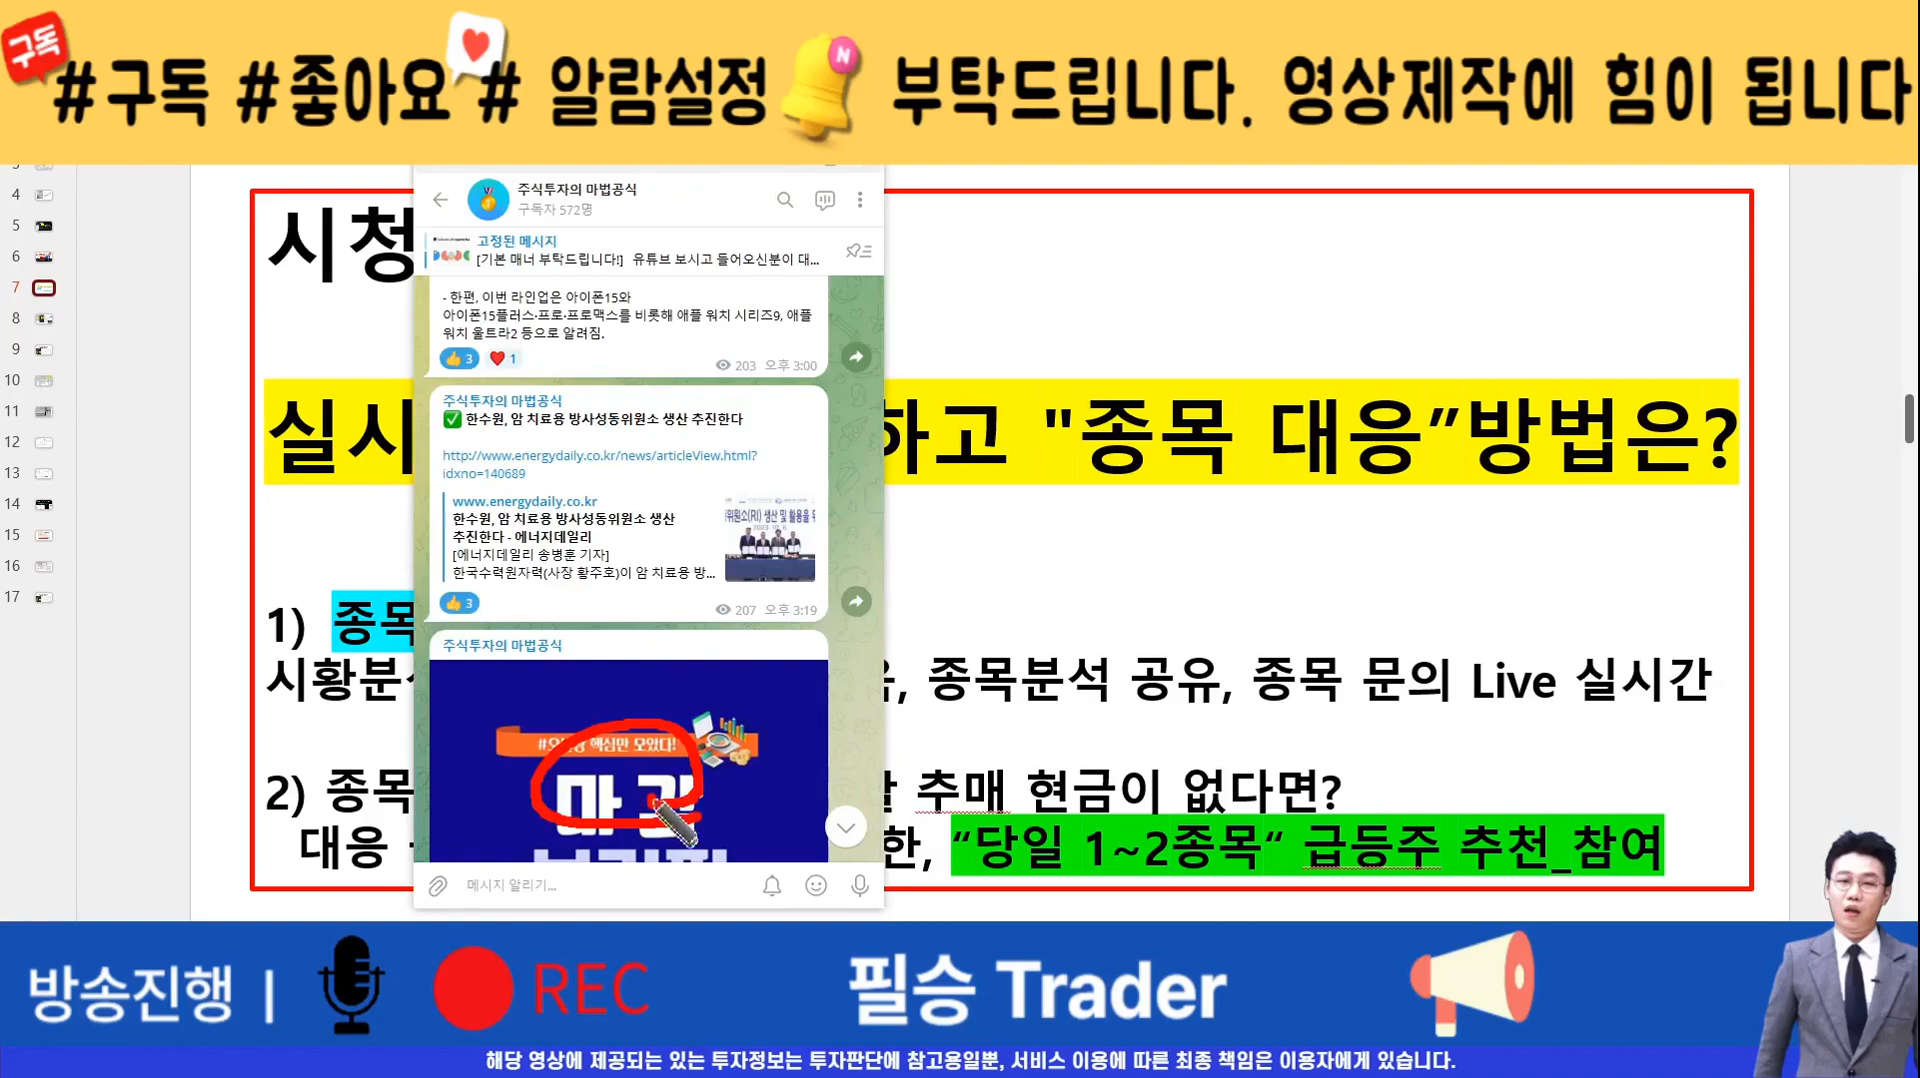 구독
#구독 #좋아요 # 알람설정 부탁드립니다. 영상제작에 힘이 됩니다
N
4
5
6
7
8
9
10
11
12
13
14
15
16
17
시청
실시
하고 "종목 대응”방법은?
1) 종목
시황분
, 종목분석 공유, 종목 문의 Live 실시간
2) 종목
추매 현금이 없다면?
대응
한, “당일 1~2종목“ 급등주 추천_참여
주식투자의 마법공식
구독자 572명
고정된 메시지
[기본 매너 부탁드립니다!] 유튜브 보시고 들어오신분이 대...
- 한편, 이번 라인업은 아이폰15와
아이폰15플러스·프로·프로맥스를 비롯해 애플 워치 시리즈9, 애플
워치 울트라2 등으로 알려짐.
3 1
203 오후 3:00
주식투자의 마법공식
한수원, 암 치료용 방사성동위원소 생산 추진한다
http://www.energydaily.co.kr/news/articleView.html?
idxno=140689
www.energydaily.co.kr
한수원, 암 치료용 방사성동위원소 생산
추진한다 - 에너지데일리
[에너지데일리 송병훈 기자]
한국수력원자력(사장 황주호)이 암 치료용 방...
3
207 오후 3:19
주식투자의 마법공식
핵심만 모았다!
마감
메시지 알리기...
방송진행 |
REC
필승 Trader
해당 영상에 제공되는 있는 투자정보는 투자판단에 참고용일뿐, 서비스 이용에 따른 최종 책임은 이용자에게 있습니다.